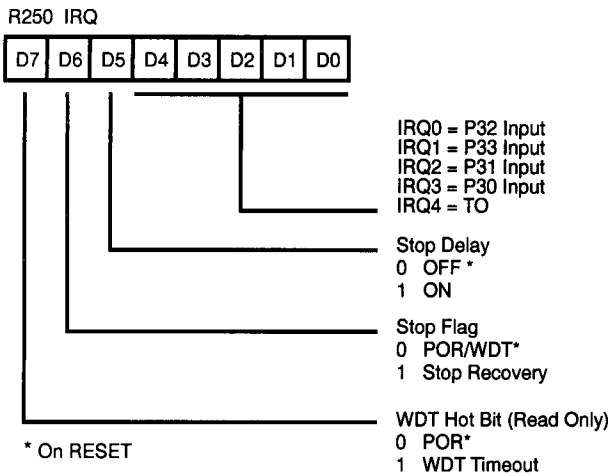 R250 IRQ
D7 D6 D5 D4 D3 D2 D1 D0
IRQ0 = P32 Input
IRQ1 = P33 Input
IRQ2 = P31 Input
IRQ3 = P30 Input
IRQ4 = TO
Stop Delay
0 OFF *
1 ON
Stop Flag
0 POR/WDT*
1 Stop Recovery
WDT Hot Bit (Read Only)
0 POR*
1 WDT Timeout
* On RESET